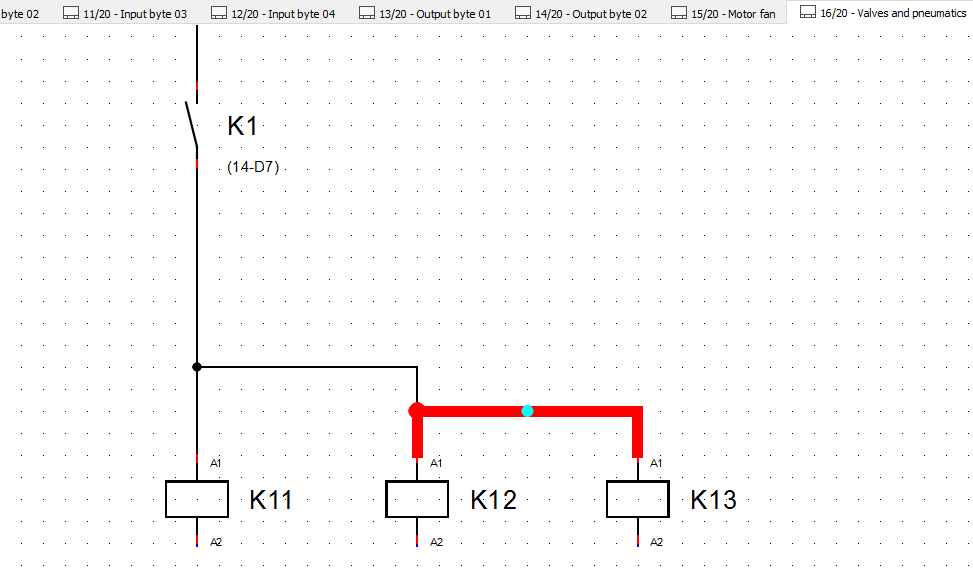 byte 02 11/20 - Input byte 03 12/20 - Input byte 04 13/20 - Output byte 01 14/20 - Output byte 02 15/20 - Motor fan 16/20 - Valves and pneumatics
K1
(14-D7)
A1 A1 A1
K11 K12 K13
A2 A2 A2